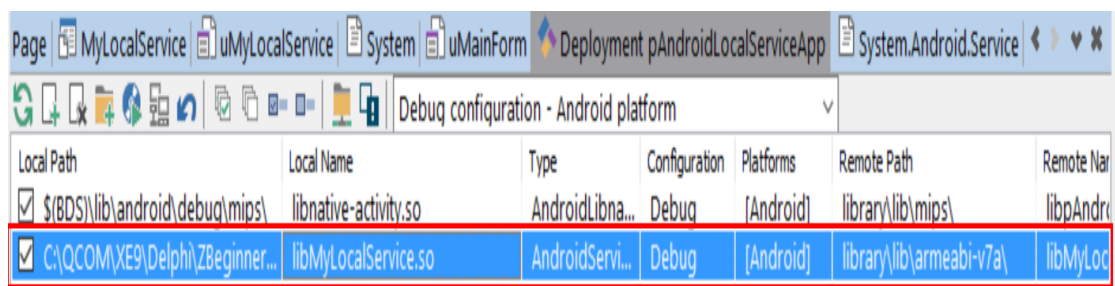 Page MyLocalService uMyLocalService System uMainForm Deployment pAndroidLocalServiceApp System.Android.Service
Debug configuration - Android platform
Local Path Local Name Type Configuration Platforms Remote Path Remote Nar
$(BDS)\lib\android\debug\mips\ libnative-activity.so AndroidLibna... Debug [Android] library\lib\mips\ libpAndr
C:\QCOM\XE9\Delphi\ZBeginner... libMyLocalService.so AndroidServi... Debug [Android] library\lib\armeabi-v7a\ libMyLoc